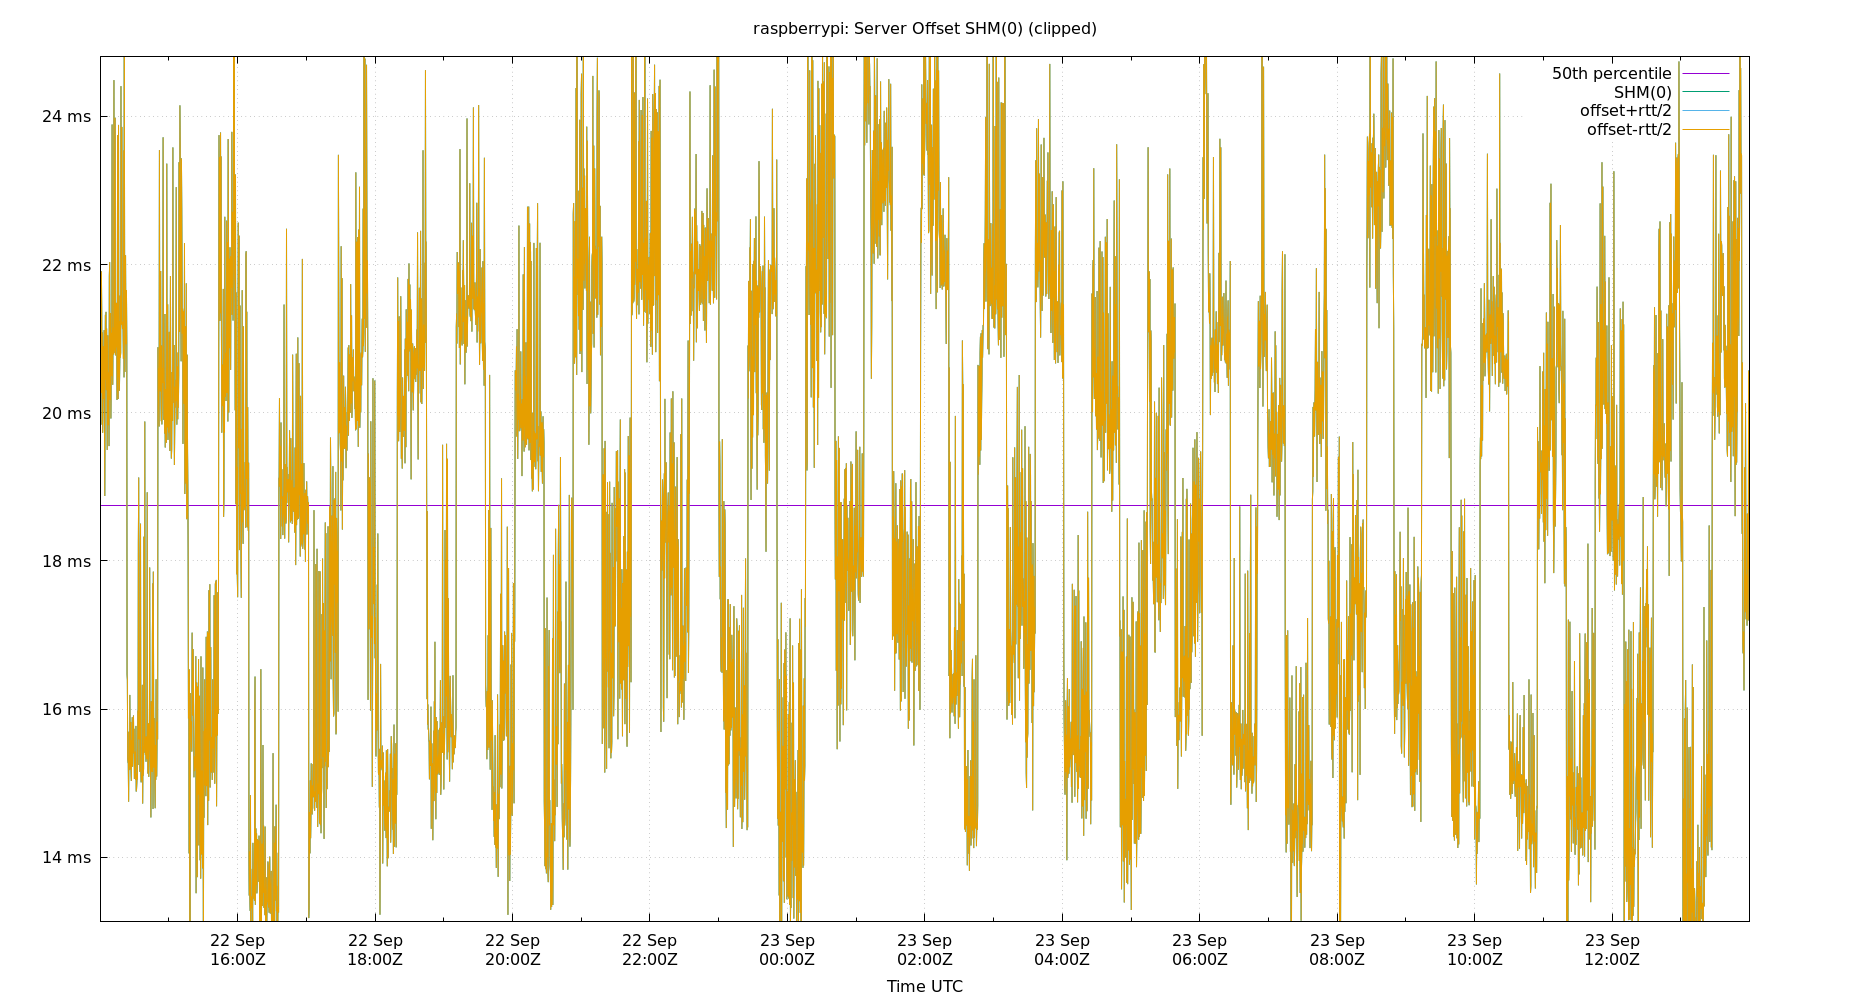 raspberrypi: Server Offset SHM(0) (clipped)
50th percentile
SHM(0)
offset+rtt/2
offset-rtt/2
24 ms
22 ms
20 ms
18 ms
16 ms
14 ms
22 Sep 22 Sep 22 Sep 22 Sep 23 Sep 23 Sep 23 Sep 23 Sep 23 Sep 23 Sep 23 Sep
16:00Z 18:00Z 20:00Z 22:00Z 00:00Z 02:00Z 04:00Z 06:00Z 08:00Z 10:00Z 12:00Z
Time UTC